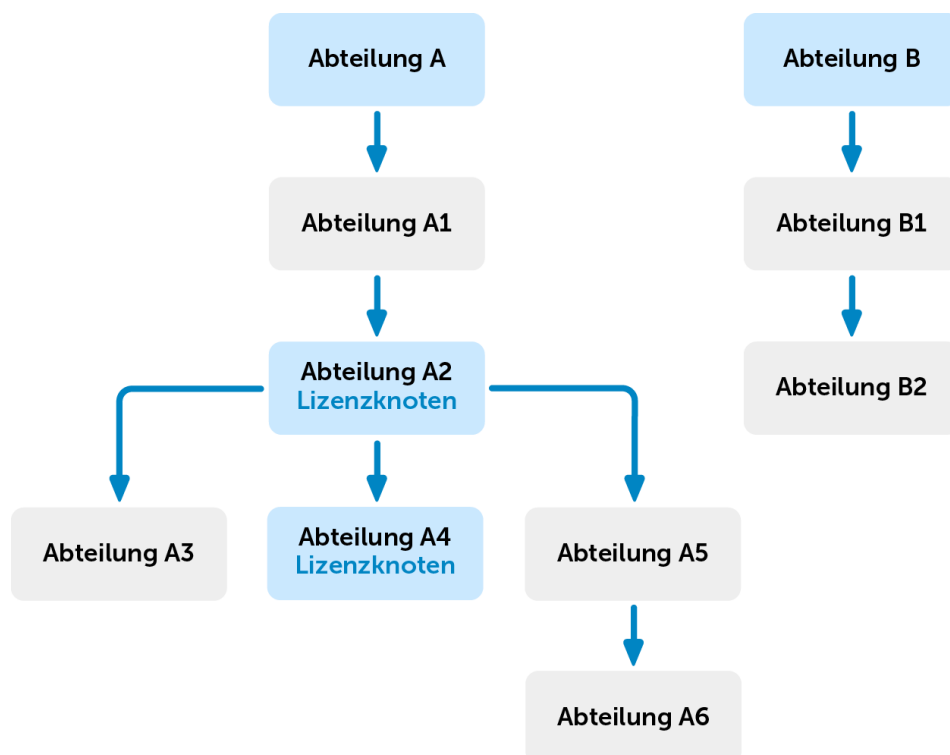 Abteilung A
Abteilung B
Abteilung A1
Abteilung B1
Abteilung A2
Lizenzknoten
Abteilung B2
Abteilung A3
Abteilung A4
Lizenzknoten
Abteilung A5
Abteilung A6